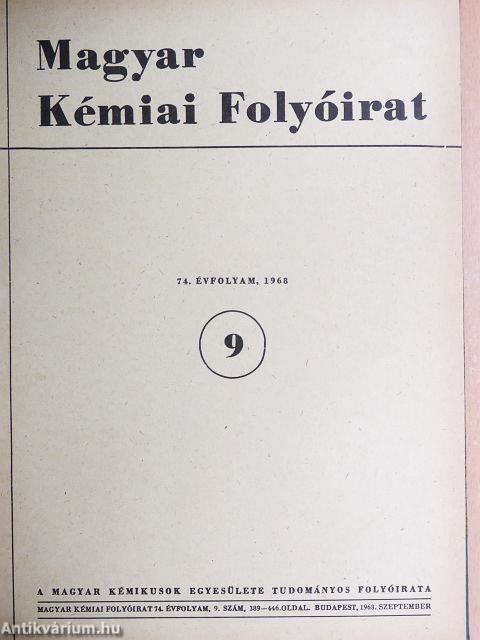 Magyar
Kémiai Folyóirat
74. ÉVFOLYAM, 1968
9
A MAGYAR KÉMIKUSOK EGYESÜLETE TUDOMÁNYOS FOLYÓIRATA
MAGYAR KÉMIAI FOLYÓIRAT 74. ÉVFOLYAM, 9. SZÁM, 389—446. OLDAL. BUDAPEST, 1968. SZEPTEMBER
Antikvárium.hu